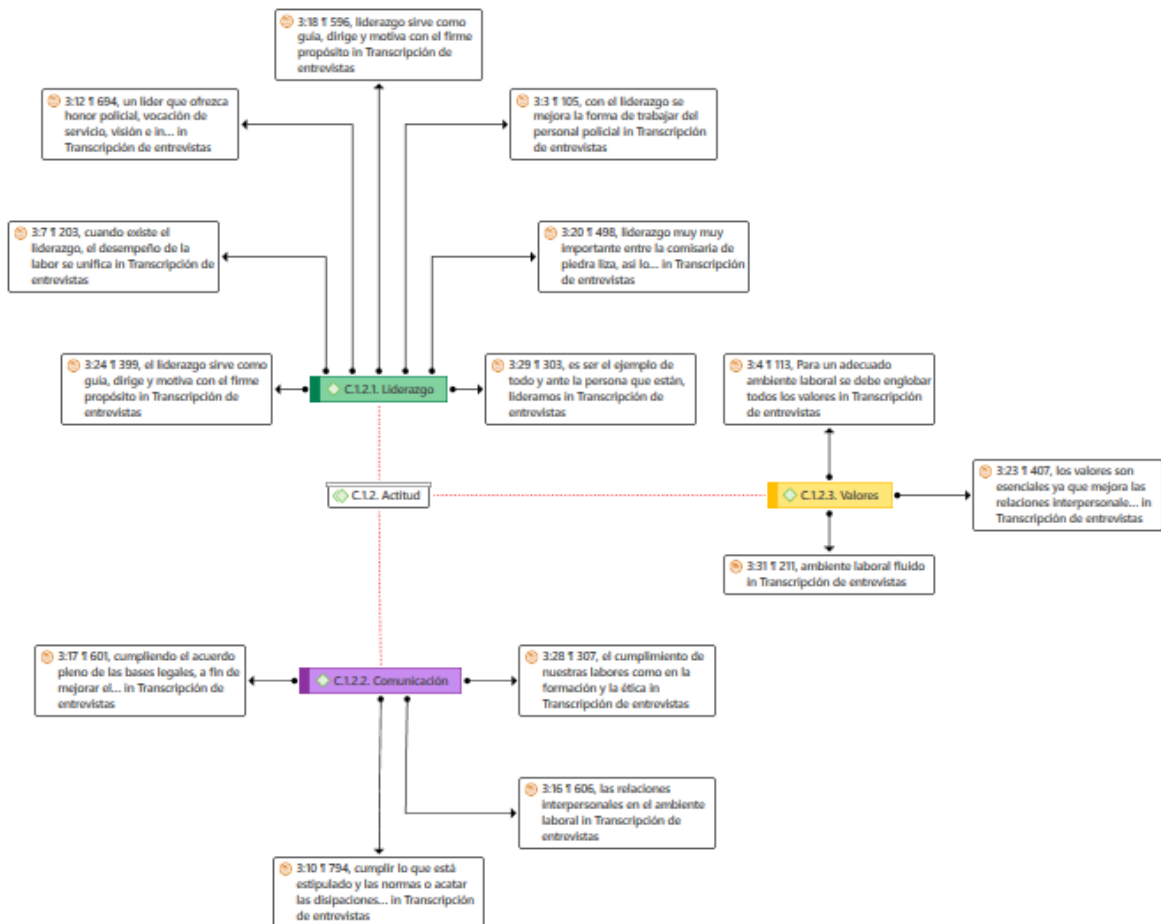 3:18 ¶ 596, liderazgo sirve como
guía, dirige y motiva con el firme
propósito in Transcripción de
entrevistas
3:12 ¶ 694, un lider que ofrezca
honor policial, vocación de
servicio, visión e in... in
Transcripción de entrevistas
3:3 ¶ 105, con el liderazgo se
mejora la forma de trabajar del
personal policial in Transcripción
de entrevistas
3:7 ¶ 203, cuando existe el
liderazgo, el desempeño de la
labor se unifica in Transcripción de
entrevistas
3:20 ¶ 498, liderazgo muy muy
importante entre la comisaria de
piedra liza, así lo... in Transcripción
de entrevistas
3:24 ¶ 399, el liderazgo sirve como
guía, dirige y motiva con el firme
propósito in Transcripción de
entrevistas
C.1.2.1. Liderazgo
3:29 ¶ 303, es ser el ejemplo de
todo y ante la persona que están,
lideramos in Transcripción de
entrevistas
3:4 ¶ 113, Para un adecuado
ambiente laboral se debe englobar
todos los valores in Transcripción
de entrevistas
C.1.2. Actitud
C.1.2.3. Valores
3:23 ¶ 407, los valores son
esenciales ya que mejora las
relaciones interpersonale... in
Transcripción de entrevistas
3:31 ¶ 211, ambiente laboral fluido
in Transcripción de entrevistas
3:17 ¶ 601, cumpliendo el acuerdo
pleno de las bases legales, a fin de
mejorar el... in Transcripción de
entrevistas
C.1.2.2. Comunicación
3:28 ¶ 307, el cumplimiento de
nuestras labores como en la
formación y la ética in
Transcripción de entrevistas
3:16 ¶ 606, las relaciones
interpersonales en el ambiente
laboral in Transcripción de
entrevistas
3:10 ¶ 794, cumplir lo que está
estipulado y las normas o acatar
las disipaciones... in Transcripción
de entrevistas